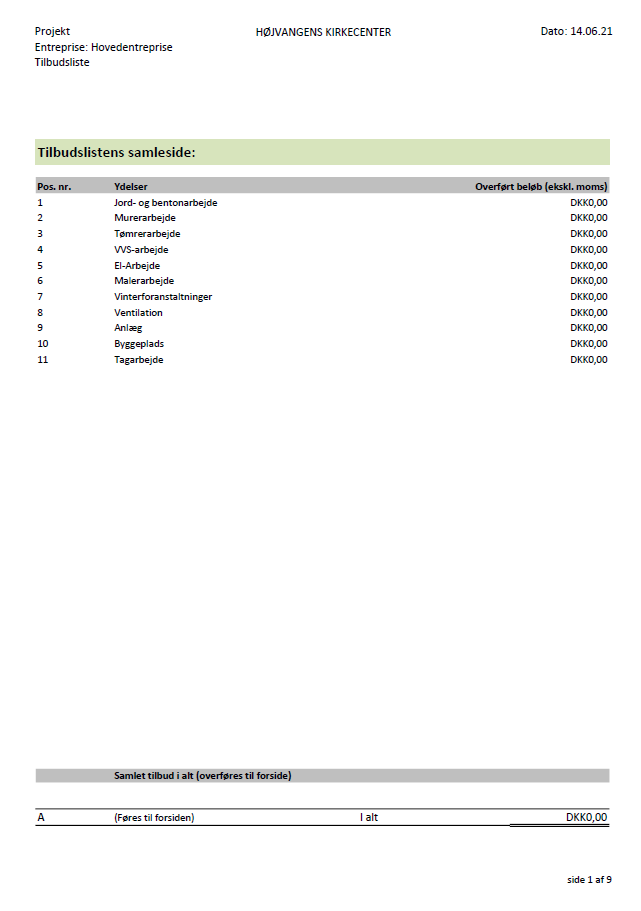 Projekt HØJVANGENS KIRKECENTER Dato: 14.06.21
Entreprise: Hovedentreprise
Tilbudsliste
Tilbudslistens samleside:
Pos. nr. Ydelser Overført beløb (ekskl. moms)
1 Jord- og bentonarbejde DKK0,00
2 Murerarbejde DKK0,00
3 Tømrerarbejde DKK0,00
4 VVS-arbejde DKK0,00
5 El-Arbejde DKK0,00
6 Malerarbejde DKK0,00
7 Vinterforanstaltninger DKK0,00
8 Ventilation DKK0,00
9 Anlæg DKK0,00
10 Byggeplads DKK0,00
11 Tagarbejde DKK0,00
Samlet tilbud i alt (overføres til forside)
A (Føres til forsiden) I alt DKK0,00
side 1 af 9